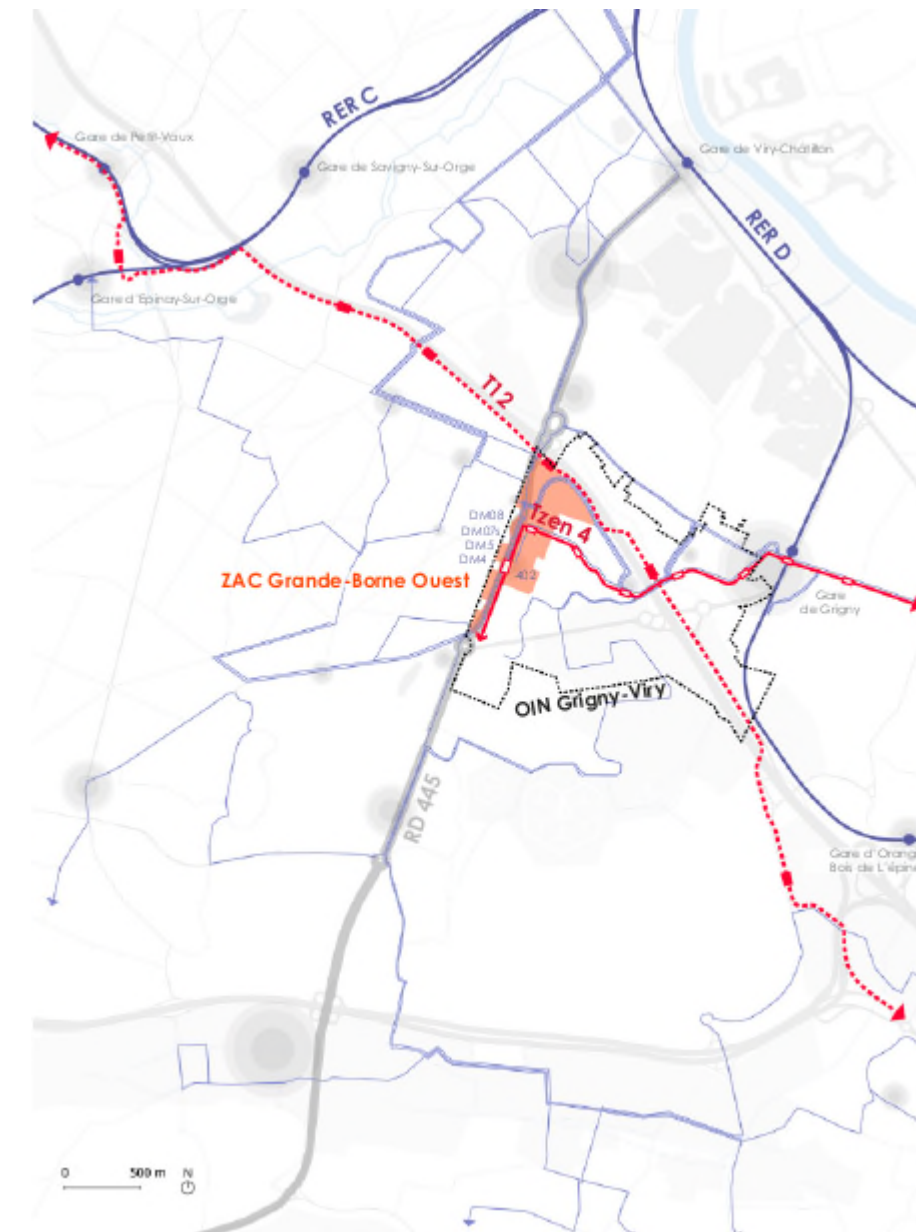 RER C
Gare de Petit-Vaux
Gare de Savigny-Sur-Orge
Gare de Viry-Châtillon
RER D
Gare d'Epinay-Sur-Orge
T12
DM08
DM07s
DM5
DM4
Tzen 4
402
ZAC Grande-Borne Ouest
Gare
de Grigny
OIN Grigny-Viry
RD 445
Gare d'Orang
Bois de L'épine
0 500 m N